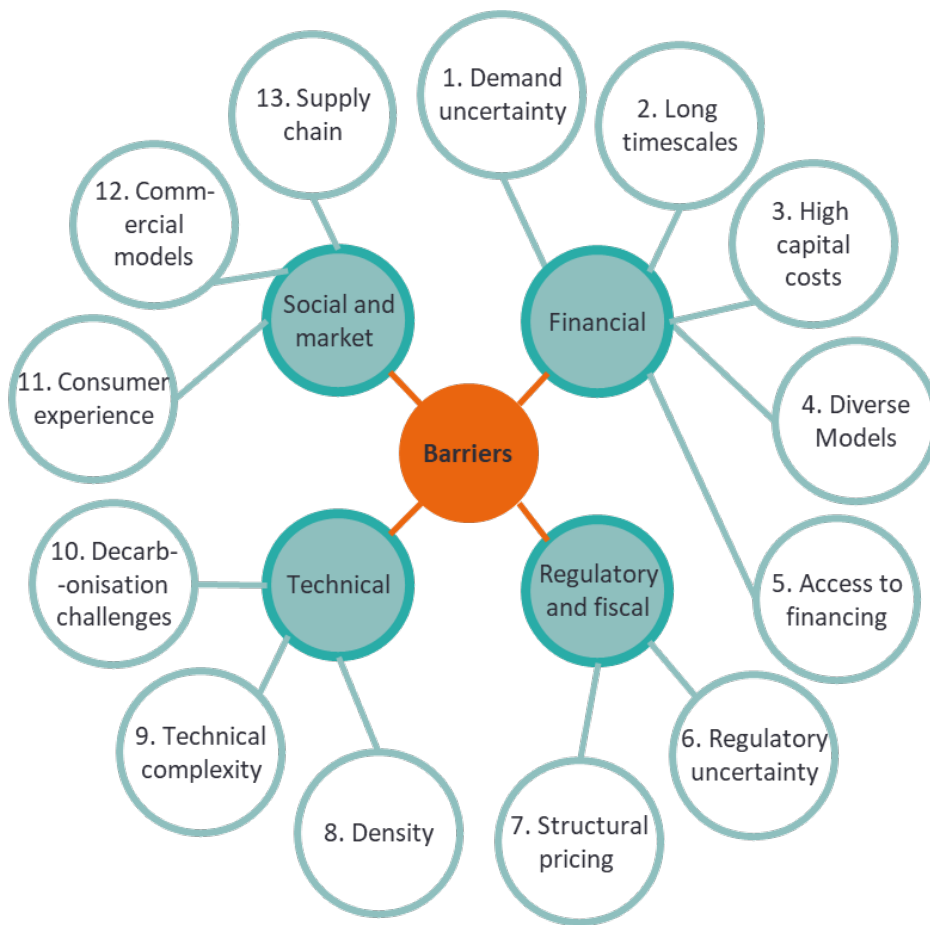 Barriers
Financial
1. Demand
uncertainty
2. Long
timescales
3. High
capital
costs
4. Diverse
Models
5. Access to
financing
Regulatory
and fiscal
6. Regulatory
uncertainty
7. Structural
pricing
Technical
8. Density
9. Technical
complexity
10. Decarb-
-onisation
challenges
Social and
market
11. Consumer
experience
12. Comm-
ercial
models
13. Supply
chain